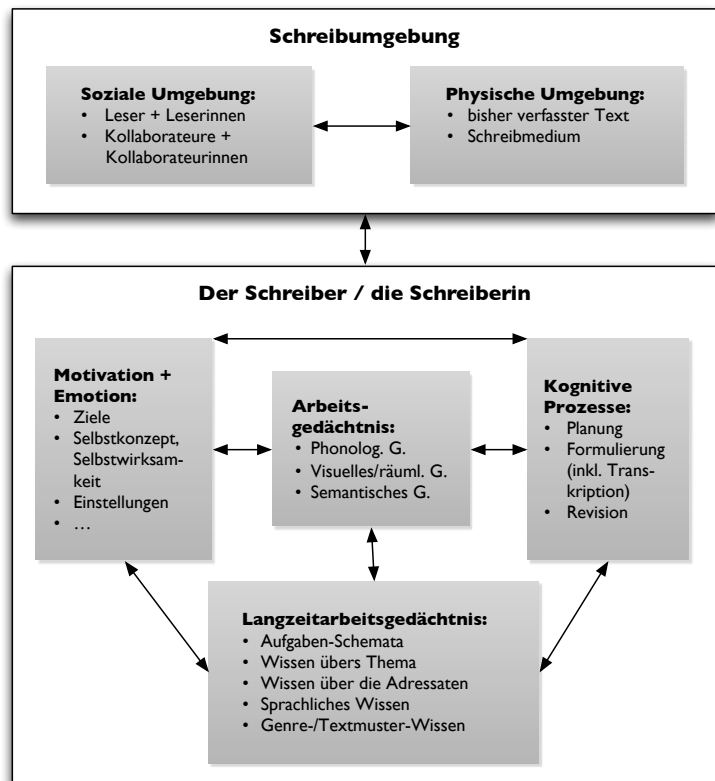 Schreibumgebung
Soziale Umgebung:
• Leser + Leserinnen
• Kollaborateure +
Kollaborateurinnen
Physische Umgebung:
• bisher verfasster Text
• Schreibmedium
Der Schreiber / die Schreiberin
Motivation +
Emotion:
• Ziele
• Selbstkonzept,
Selbstwirksam-
keit
• Einstellungen
• …
Arbeits-
gedächtnis:
• Phonolog. G.
• Visuelles/räuml. G.
• Semantisches G.
Kognitive
Prozesse:
• Planung
• Formulierung
(inkl. Trans-
kription)
• Revision
Langzeitarbeitsgedächtnis:
• Aufgaben-Schemata
• Wissen übers Thema
• Wissen über die Adressaten
• Sprachliches Wissen
• Genre-/Textmuster-Wissen